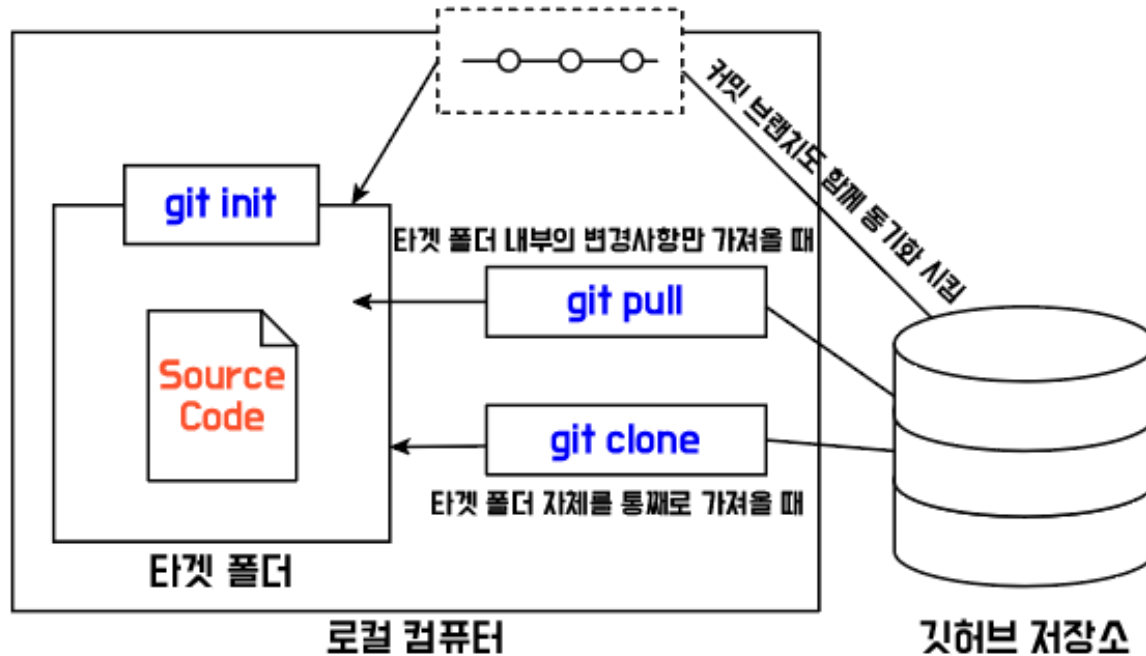 커밋 브랜치도 함께 동기화 시킴
git init
타겟 폴더 내부의 변경사항만 가져올 때
git pull
Source
Code
git clone
타겟 폴더 자체를 통째로 가져올 때
타겟 폴더
로컬 컴퓨터
깃허브 저장소